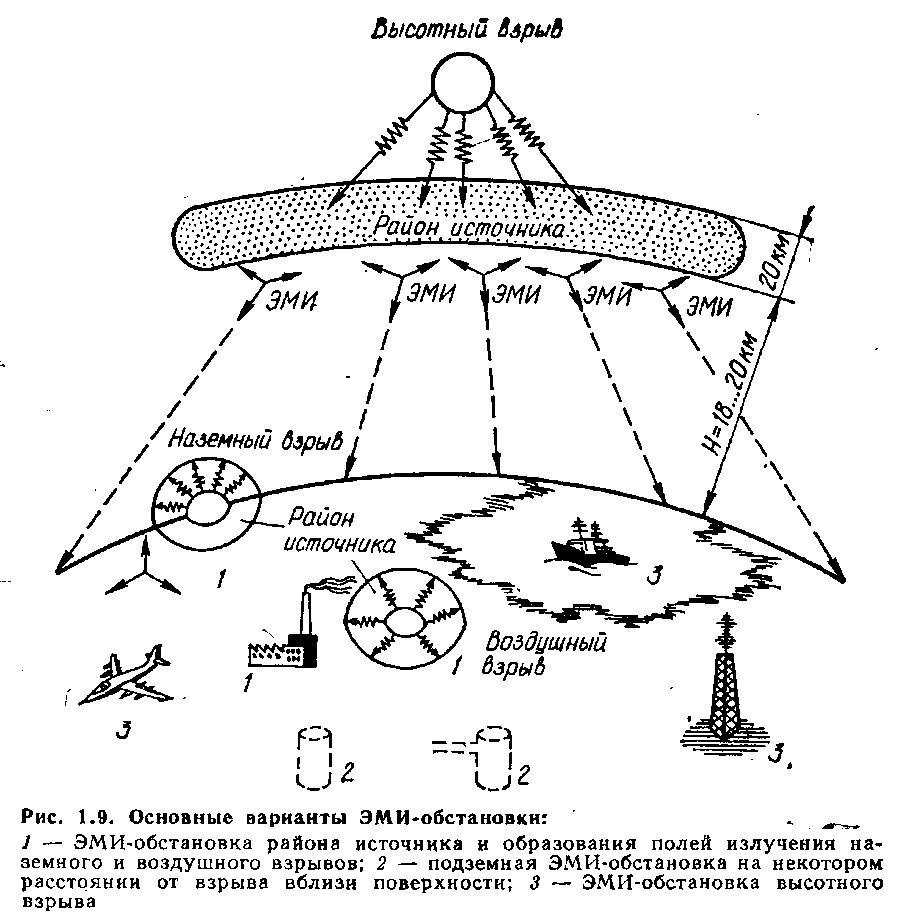 Высотный взрыв
Район источника
20 км
ЭМИ
ЭМИ
ЭМИ
ЭМИ
ЭМИ
H=18...20 км
Наземный взрыв
Район
источника
1
3
1
1
Воздушный
взрыв
3
2
2
3
Рис. 1.9. Основные варианты ЭМИ-обстановки:
1 — ЭМИ-обстановка района источника и образования полей излучения на-
земного и воздушного взрывов; 2 — подземная ЭМИ-обстановка на некотором
расстоянии от взрыва вблизи поверхности; 3 — ЭМИ-обстановка высотного
взрыва